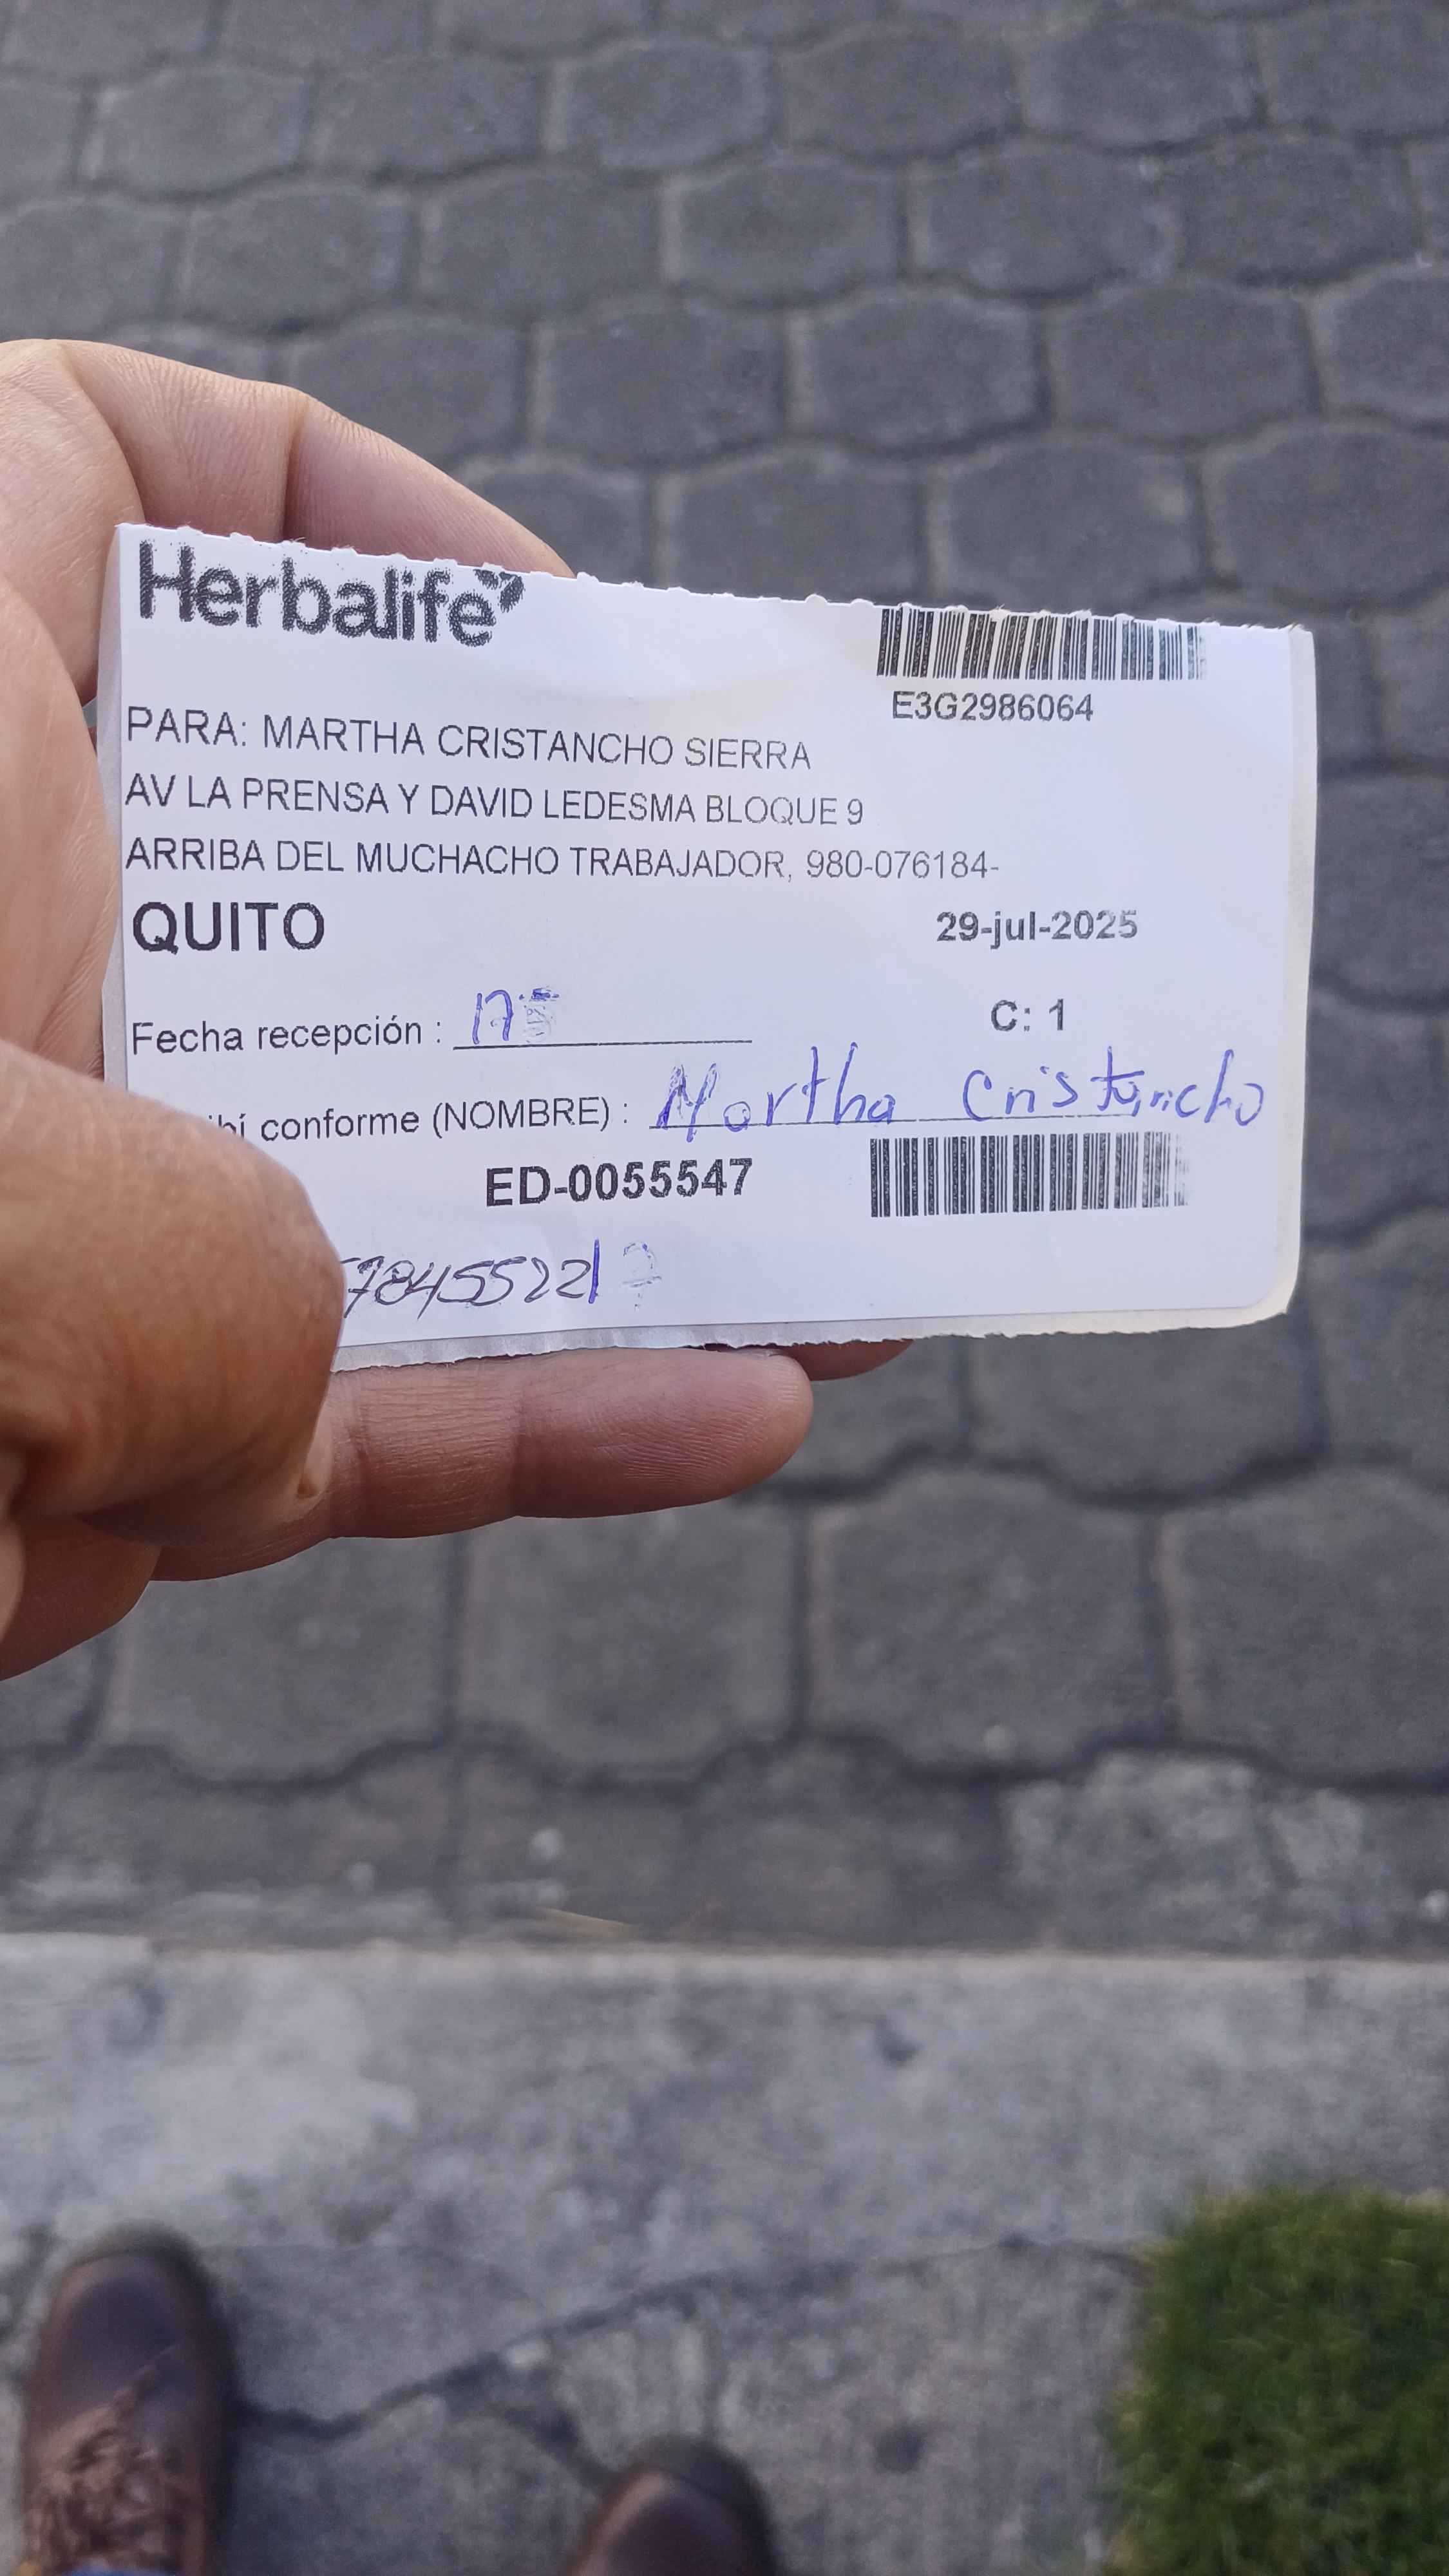 Herbalife
E3G2986064
PARA: MARTHA CRISTANCHO SIERRA
AV LA PRENSA Y DAVID LEDESMA BLOQUE 9
ARRIBA DEL MUCHACHO TRABAJADOR, 980-076184-
QUITO 29-jul-2025
C: 1
Fecha recepción :
conforme (NOMBRE) : Martha Cristancho
ED-0055547